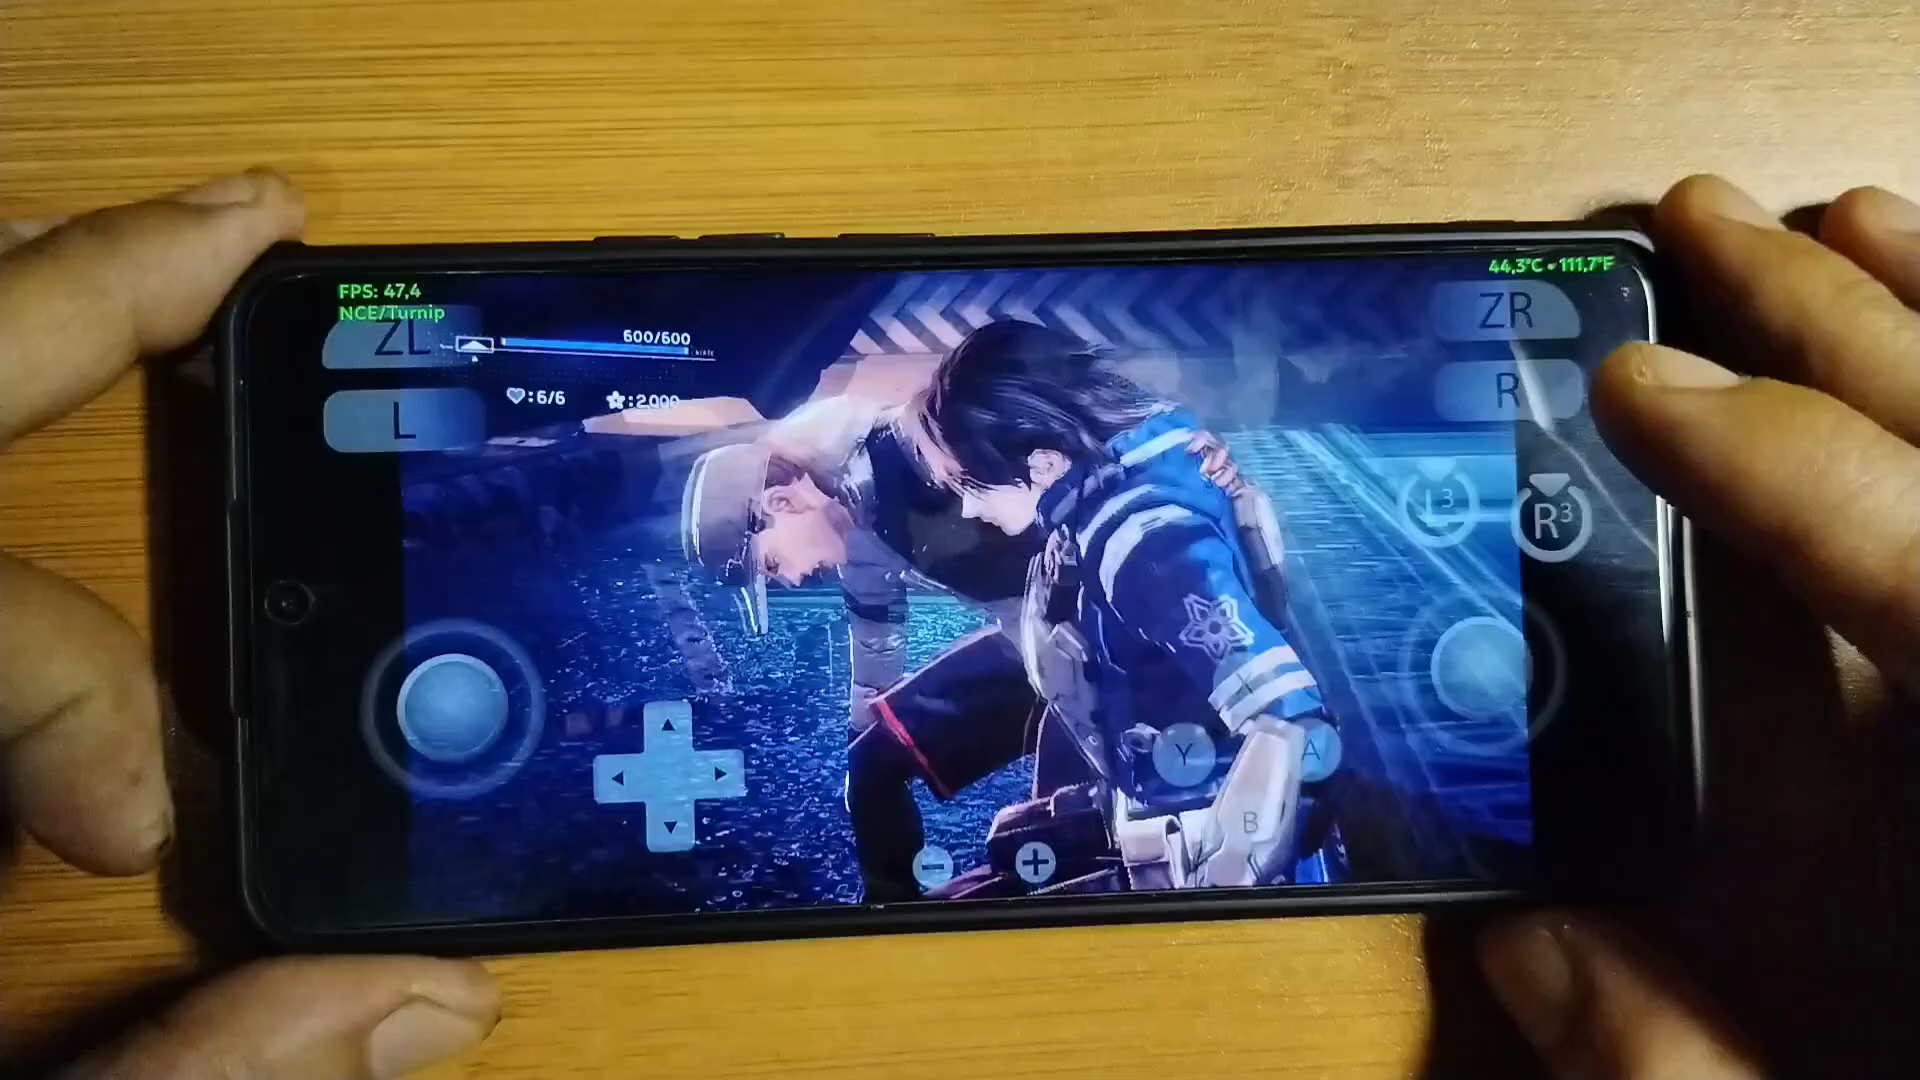 FPS: 47,4
44,3°C • 111,7°F
NCE/Turnip
ZL
ZR
600/600
L
:6/6
:2,000
R
L3
R3
X
Y
A
B